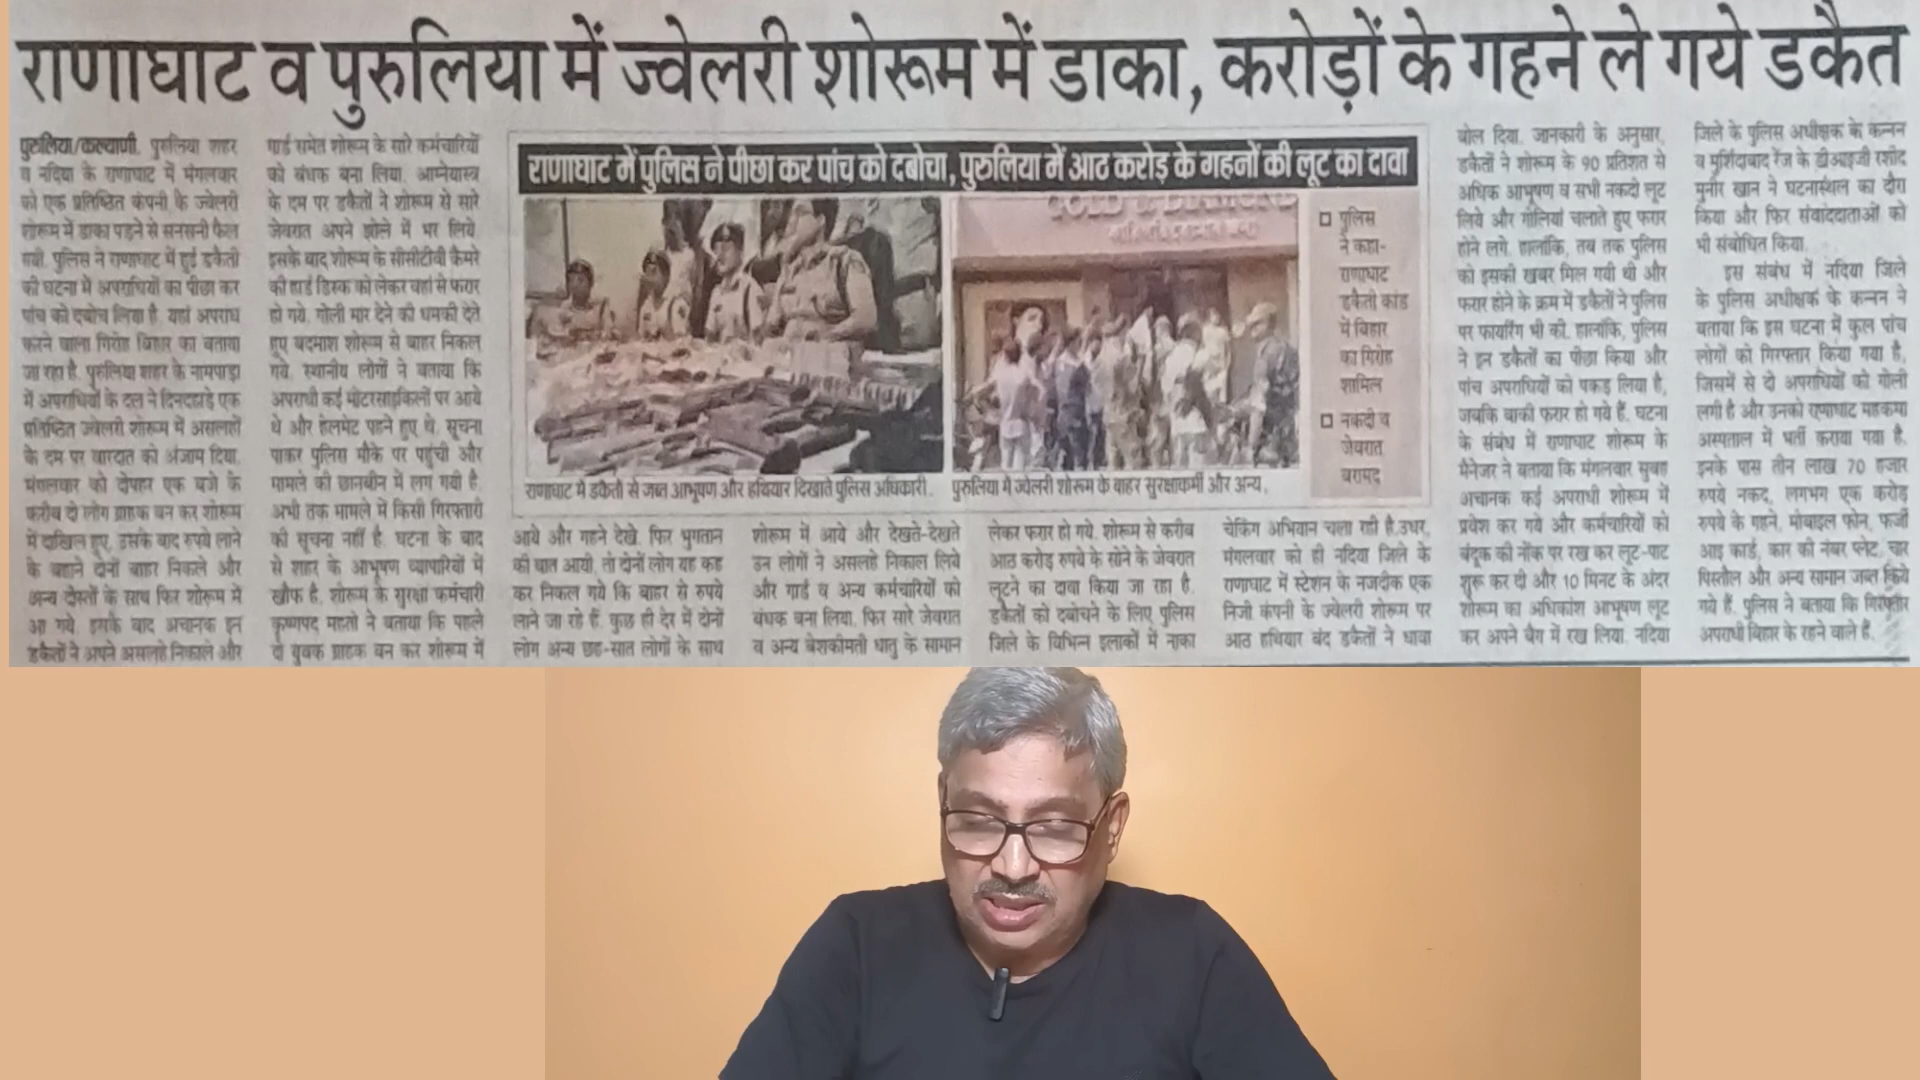 राणाघाट व पुरुलिया में ज्वेलरी शोरूम में डाका, करोड़ों के गहने ले गये डकैत
पुरुलिया/कल्याणी. पुरुलिया शहर
व नदिया के राणाघाट में मंगलवार
को एक प्रतिष्ठित कंपनी के ज्वेलरी
शोरूम में डाका पड़ने से सनसनी फैल
गयी. पुलिस ने राणाघाट में हुई डकैती
की घटना में अपराधियों का पीछा कर
पांच को दबोच लिया है. यहां अपराध
करने वाला गिरोह बिहार का बताया
जा रहा है. पुरुलिया शहर के नामपाड़ा
में अपराधियों के दल ने दिनदहाड़े एक
प्रतिष्ठित ज्वेलरी शोरूम में असलहों
के दम पर वारदात को अंजाम दिया.
मंगलवार को दोपहर एक बजे के
करीब दो लोग ग्राहक बन कर शोरूम
में दाखिल हुए. उसके बाद रुपये लाने
के बहाने दोनों बाहर निकले और
अन्य दोस्तों के साथ फिर शोरूम में
आ गये. इसके बाद अचानक इन
डकैतों ने अपने असलहे निकाले और
गार्ड समेत शोरूम के सारे कर्मचारियों
को बंधक बना लिया. आग्नेयास्त्र
के दम पर डकैतों ने शोरूम से सारे
जेवरात अपने झोले में भर लिये.
इसके बाद शोरूम के सीसीटीवी कैमरे
की हार्ड डिस्क को लेकर वहां से फरार
हो गये. गोली मार देने की धमकी देते
हुए बदमाश शोरूम से बाहर निकल
गये. स्थानीय लोगों ने बताया कि
अपराधी कई मोटरसाइकिलों पर आये
थे और हेलमेट पहने हुए थे. सूचना
पाकर पुलिस मौके पर पहुंची और
मामले की छानबीन में लग गयी है.
अभी तक मामले में किसी गिरफ्तारी
की सूचना नहीं है. घटना के बाद
से शहर के आभूषण व्यापारियों में
खौफ है. शोरूम के सुरक्षा कर्मचारी
कृष्णपद महतो ने बताया कि पहले
दो युवक ग्राहक बन कर शोरूम में
राणाघाट में पुलिस ने पीछा कर पांच को दबोचा, पुरुलिया में आठ करोड़ के गहनों की लूट का दावा
GOLD & DIAMOND
पुलिस
ने कहा-
राणाघाट
डकैती कांड
में बिहार
का गिरोह
शामिल
नकदी व
जेवरात
बरामद
राणाघाट में डकैतों से जब्त आभूषण और हथियार दिखाते पुलिस अधिकारी.
पुरुलिया में ज्वेलरी शोरूम के बाहर सुरक्षाकर्मी और अन्य.
आये और गहने देखे. फिर भुगतान
की बात आयी, तो दोनों लोग यह कह
कर निकल गये कि बाहर से रुपये
लाने जा रहे हैं. कुछ ही देर में दोनों
लोग अन्य छह-सात लोगों के साथ
शोरूम में आये और देखते-देखते
उन लोगों ने असलहे निकाल लिये
और गार्ड व अन्य कर्मचारियों को
बंधक बना लिया. फिर सारे जेवरात
व अन्य बेशकीमती धातु के सामान
लेकर फरार हो गये. शोरूम से करीब
आठ करोड़ रुपये के सोने के जेवरात
लूटने का दावा किया जा रहा है.
डकैतों को दबोचने के लिए पुलिस
जिले के विभिन्न इलाकों में नाका
चेकिंग अभियान चला रही है.उधर,
मंगलवार को ही नदिया जिले के
राणाघाट में स्टेशन के नजदीक एक
निजी कंपनी के ज्वेलरी शोरूम पर
आठ हथियार बंद डकैतों ने धावा
बोल दिया. जानकारी के अनुसार,
डकैतों ने शोरूम के 90 प्रतिशत से
अधिक आभूषण व सभी नकदी लूट
लिये और गोलियां चलाते हुए फरार
होने लगे. हालांकि, तब तक पुलिस
को इसकी खबर मिल गयी थी और
फरार होने के क्रम में डकैतों ने पुलिस
पर फायरिंग भी की. हालांकि, पुलिस
ने इन डकैतों का पीछा किया और
पांच अपराधियों को पकड़ लिया है,
जबकि बाकी फरार हो गये हैं. घटना
के संबंध में राणाघाट शोरूम के
मैनेजर ने बताया कि मंगलवार सुबह
अचानक कई अपराधी शोरूम में
प्रवेश कर गये और कर्मचारियों को
बंदूक की नोंक पर रख कर लूट-पाट
शुरू कर दी और 10 मिनट के अंदर
शोरूम का अधिकांश आभूषण लूट
कर अपने बैग में रख लिया. नदिया
जिले के पुलिस अधीक्षक के कन्नन
व मुर्शिदाबाद रेंज के डीआइजी रशीद
मुनीर खान ने घटनास्थल का दौरा
किया और फिर संवाददाताओं को
भी संबोधित किया.
इस संबंध में नदिया जिले
के पुलिस अधीक्षक के कन्नन ने
बताया कि इस घटना में कुल पांच
लोगों को गिरफ्तार किया गया है,
जिसमें से दो अपराधियों को गोली
लगी है और उनको राणाघाट महकमा
अस्पताल में भर्ती कराया गया है.
इनके पास तीन लाख 70 हजार
रुपये नकद, लगभग एक करोड़
रुपये के गहने, मोबाइल फोन, फर्जी
आइ कार्ड, कार की नंबर प्लेट, चार
पिस्तौल और अन्य सामान जब्त किये
गये हैं. पुलिस ने बताया कि गिरफ्तार
अपराधी बिहार के रहने वाले हैं.